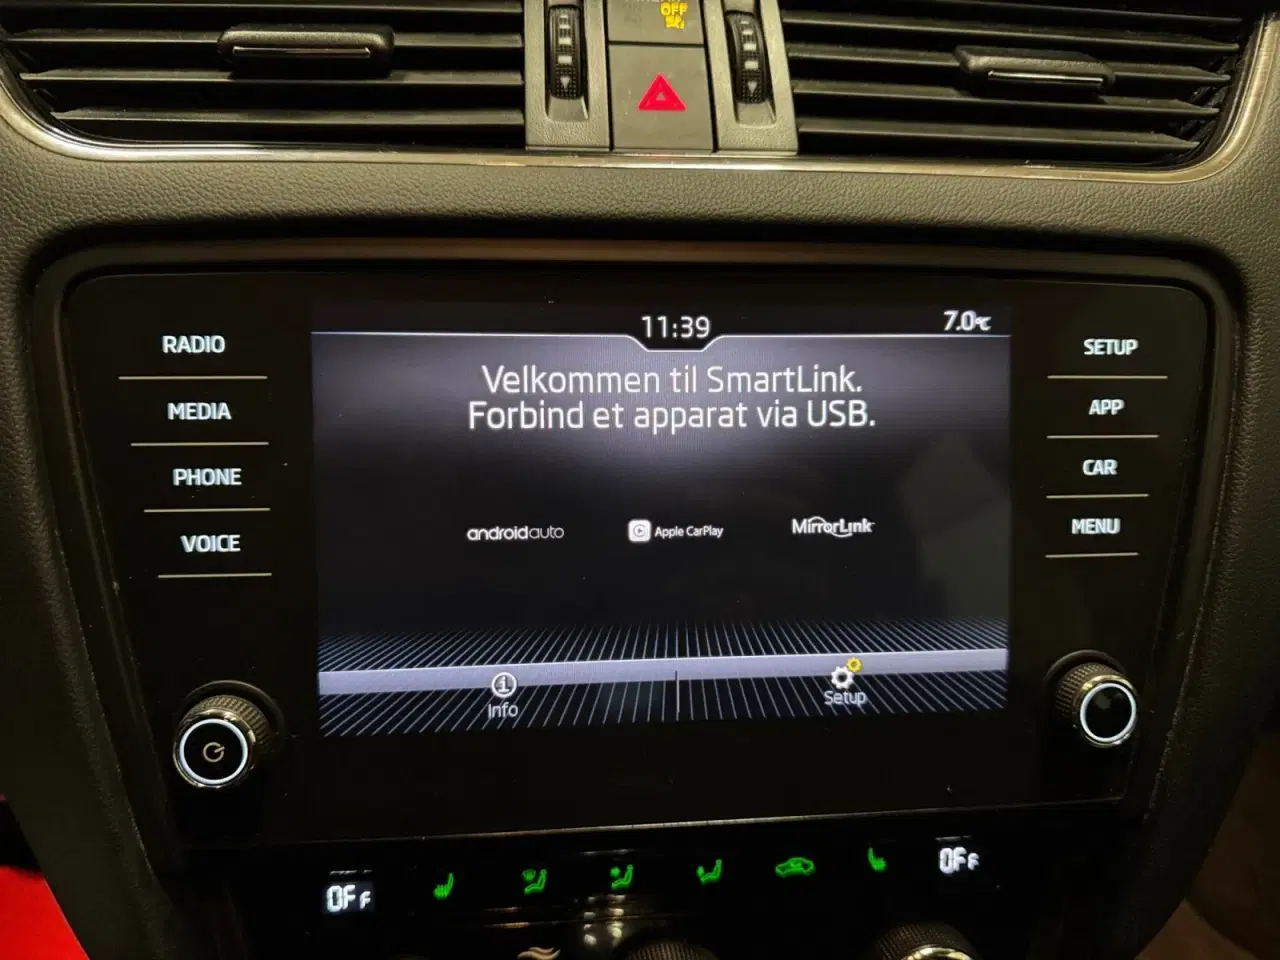 OFF
11:39
7.0°C
RADIO
MEDIA
PHONE
VOICE
Velkommen til SmartLink.
Forbind et apparat via USB.
androidauto
Apple CarPlay
MirrorLink
Info
Setup
SETUP
APP
CAR
MENU
OFF
OFF